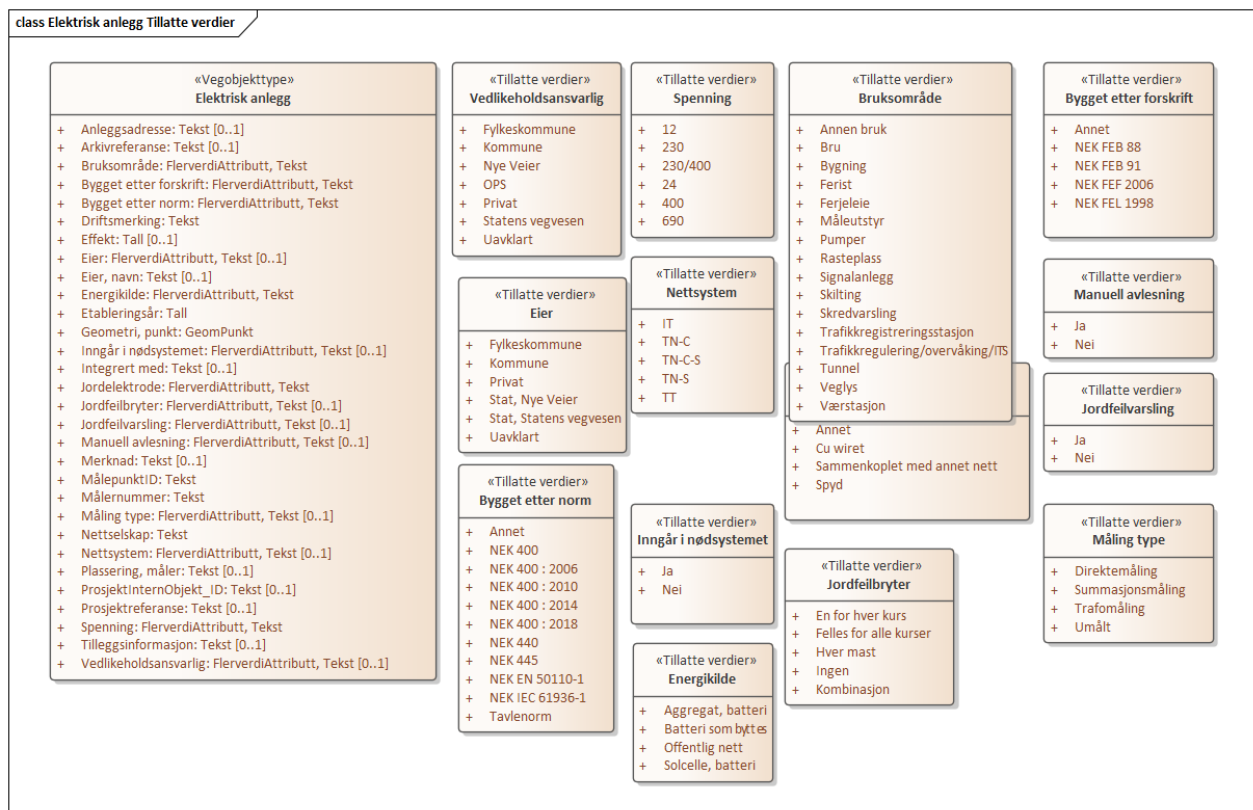 class Elektrisk anlegg Tillatte verdier
«Vegobjekttype»
Elektrisk anlegg
+ Anleggsadresse: Tekst [0..1]
+ Arkivreferanse: Tekst [0..1]
+ Bruksområde: FlerverdiAttributt, Tekst
+ Bygget etter forskrift: FlerverdiAttributt, Tekst
+ Bygget etter norm: FlerverdiAttributt, Tekst
+ Driftsmerking: Tekst
+ Effekt: Tall [0..1]
+ Eier: FlerverdiAttributt, Tekst [0..1]
+ Eier, navn: Tekst [0..1]
+ Energikilde: FlerverdiAttributt, Tekst
+ Etableringsår: Tall
+ Geometri, punkt: GeomPunkt
+ Inngår i nødsystemet: FlerverdiAttributt, Tekst [0..1]
+ Integrert med: Tekst [0..1]
+ Jordelektrode: FlerverdiAttributt, Tekst
+ Jordfeilbryter: FlerverdiAttributt, Tekst [0..1]
+ Jordfeilvarsling: FlerverdiAttributt, Tekst [0..1]
+ Manuell avlesning: FlerverdiAttributt, Tekst [0..1]
+ Merknad: Tekst [0..1]
+ MålepunktID: Tekst
+ Målernummer: Tekst
+ Måling type: FlerverdiAttributt, Tekst [0..1]
+ Nettselskap: Tekst
+ Nettsystem: FlerverdiAttributt, Tekst [0..1]
+ Plassering, måler: Tekst [0..1]
+ ProsjektInternObjekt_ID: Tekst [0..1]
+ Prosjektreferanse: Tekst [0..1]
+ Spenning: FlerverdiAttributt, Tekst
+ Tilleggsinformasjon: Tekst [0..1]
+ Vedlikeholdsansvarlig: FlerverdiAttributt, Tekst [0..1]
«Tillatte verdier»
Vedlikeholdsansvarlig
+ Fylkeskommune
+ Kommune
+ Nye Veier
+ OPS
+ Privat
+ Statens vegvesen
+ Uavklart
«Tillatte verdier»
Eier
+ Fylkeskommune
+ Kommune
+ Privat
+ Stat, Nye Veier
+ Stat, Statens vegvesen
+ Uavklart
«Tillatte verdier»
Bygget etter norm
+ Annet
+ NEK 400
+ NEK 400 : 2006
+ NEK 400 : 2010
+ NEK 400 : 2014
+ NEK 400 : 2018
+ NEK 440
+ NEK 445
+ NEK EN 50110-1
+ NEK IEC 61936-1
+ Tavlenorm
«Tillatte verdier»
Spenning
+ 12
+ 230
+ 230/400
+ 24
+ 400
+ 690
«Tillatte verdier»
Nettsystem
+ IT
+ TN-C
+ TN-C-S
+ TN-S
+ TT
«Tillatte verdier»
Inngår i nødsystemet
+ Ja
+ Nei
«Tillatte verdier»
Energikilde
+ Aggregat, batteri
+ Batteri som byttes
+ Offentlig nett
+ Solcelle, batteri
«Tillatte verdier»
Bruksområde
+ Annen bruk
+ Bru
+ Bygning
+ Ferist
+ Ferjeleie
+ Måleutstyr
+ Pumper
+ Rasteplass
+ Signalanlegg
+ Skilting
+ Skredvarsling
+ Trafikkregistreringsstasjon
+ Trafikkregulering/overvåking/ITS
+ Tunnel
+ Veglys
+ Værstasjon
+ Annet
+ Cu wiret
+ Sammenkoplet med annet nett
+ Spyd
«Tillatte verdier»
Jordfeilbryter
+ En for hver kurs
+ Felles for alle kurser
+ Hver mast
+ Ingen
+ Kombinasjon
«Tillatte verdier»
Bygget etter forskrift
+ Annet
+ NEK FEB 88
+ NEK FEB 91
+ NEK FEF 2006
+ NEK FEL 1998
«Tillatte verdier»
Manuell avlesning
+ Ja
+ Nei
«Tillatte verdier»
Jordfeilvarsling
+ Ja
+ Nei
«Tillatte verdier»
Måling type
+ Direktemåling
+ Summasjonsmåling
+ Trafomåling
+ Umålt